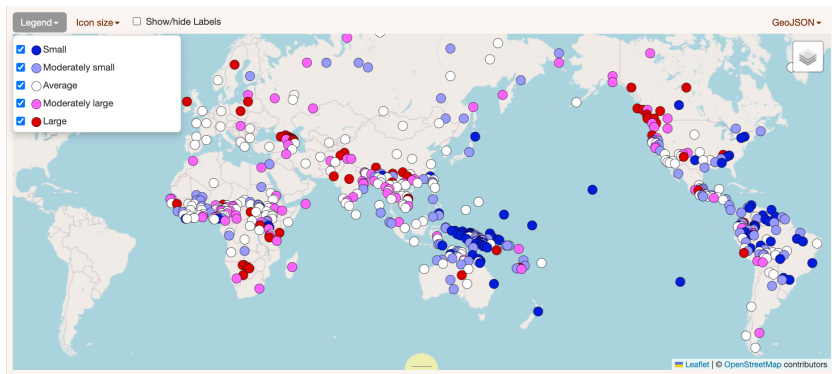 Legend
Icon size
Show/hide Labels
GeoJSON
Small
Moderately small
Average
Moderately large
Large
Leaflet | © OpenStreetMap contributors